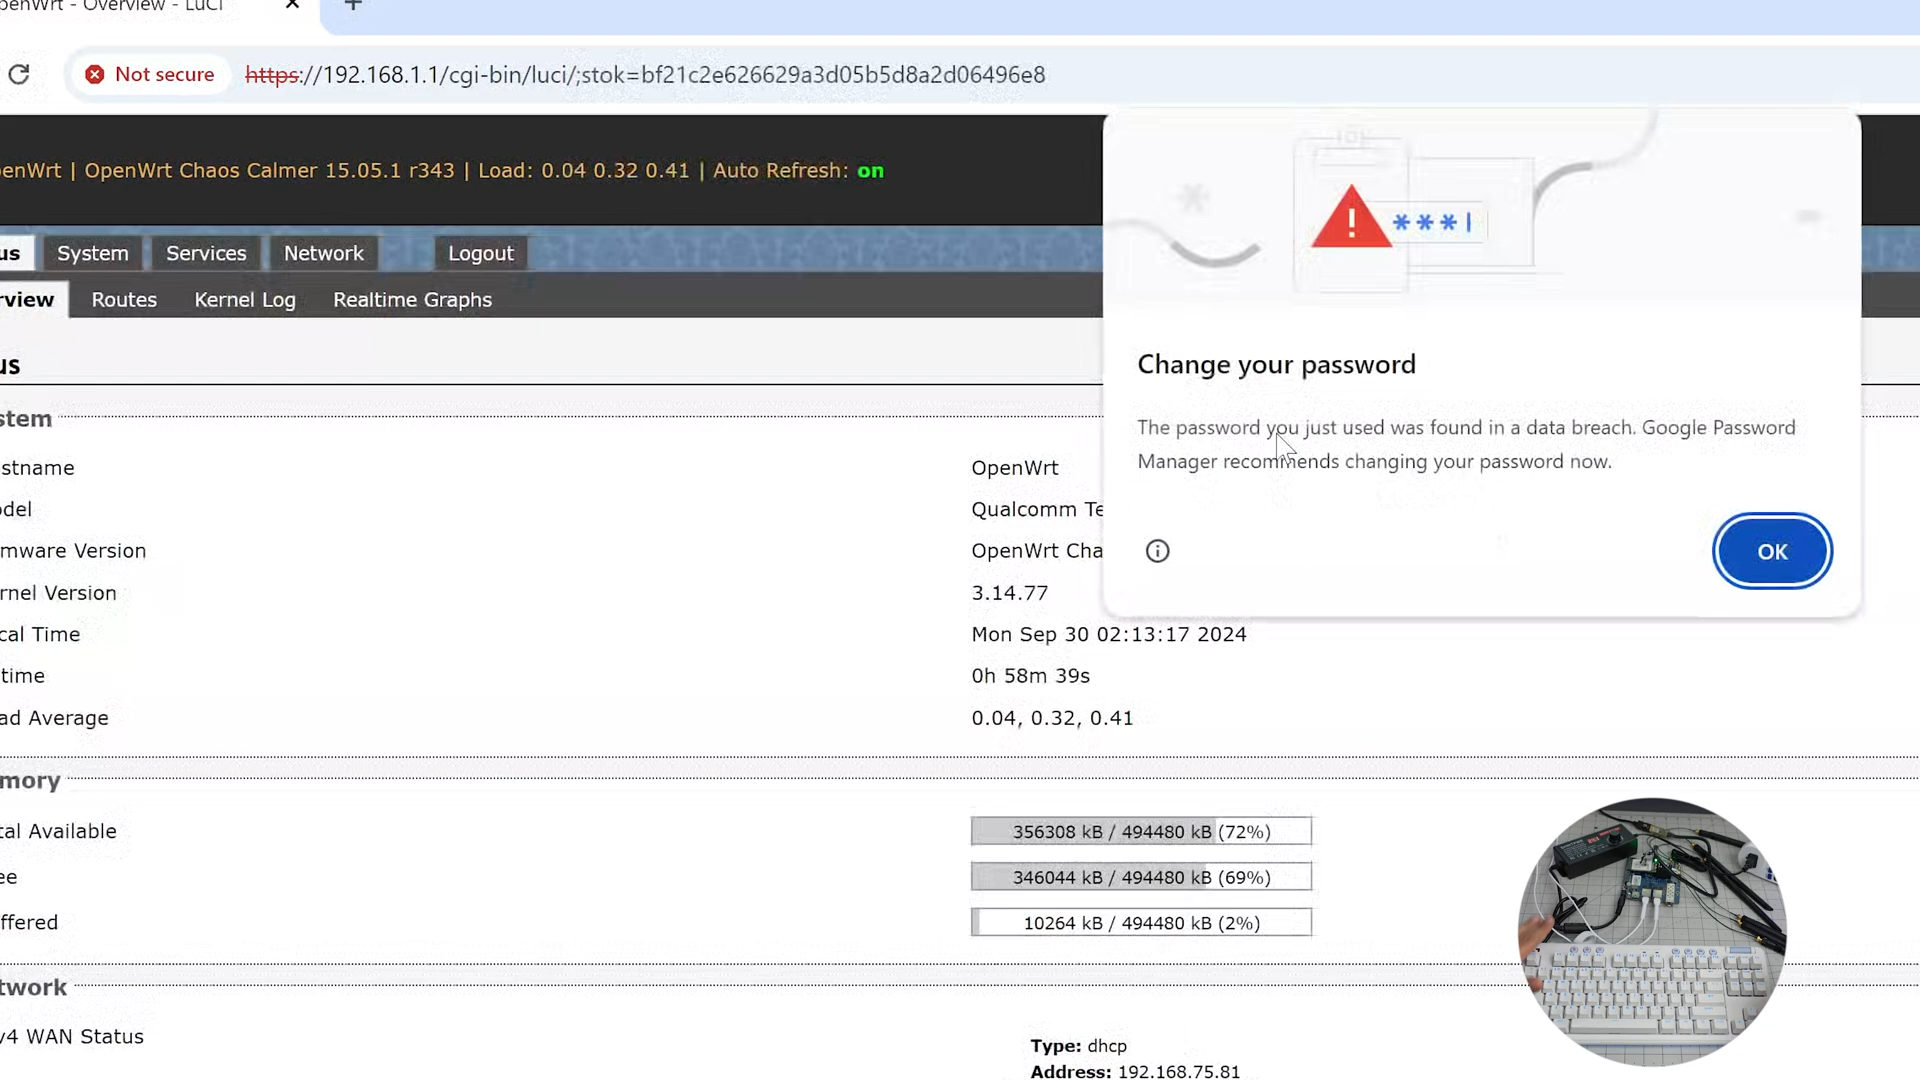 penWrt - Overview - LuCI
Not secure https://192.168.1.1/cgi-bin/luci/;stok=bf21c2e626629a3d05b5d8a2d06496e8
enWrt | OpenWrt Chaos Calmer 15.05.1 r343 | Load: 0.04 0.32 0.41 | Auto Refresh: on
us System Services Network Logout
rview Routes Kernel Log Realtime Graphs
us
stem
stname OpenWrt
odel Qualcomm Te
mware Version OpenWrt Cha
rnel Version 3.14.77
cal Time Mon Sep 30 02:13:17 2024
time 0h 58m 39s
ad Average 0.04, 0.32, 0.41
mory
tal Available 356308 kB / 494480 kB (72%)
ee 346044 kB / 494480 kB (69%)
ffered 10264 kB / 494480 kB (2%)
twork
v4 WAN Status
Type: dhcp
Address: 192.168.75.81
***|
Change your password
The password you just used was found in a data breach. Google Password
Manager recommends changing your password now.
OK